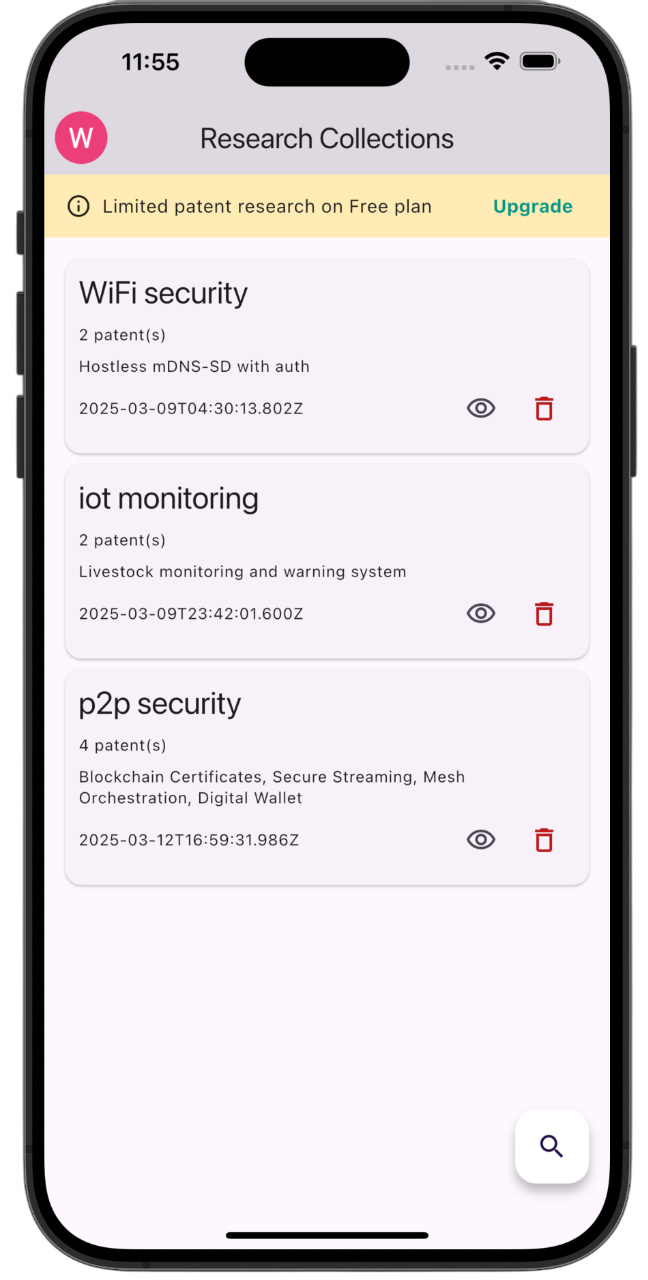 11:55
W
Research Collections
Limited patent research on Free plan
Upgrade
WiFi security
2 patent(s)
Hostless mDNS-SD with auth
2025-03-09T04:30:13.802Z
iot monitoring
2 patent(s)
Livestock monitoring and warning system
2025-03-09T23:42:01.600Z
p2p security
4 patent(s)
Blockchain Certificates, Secure Streaming, Mesh
Orchestration, Digital Wallet
2025-03-12T16:59:31.986Z